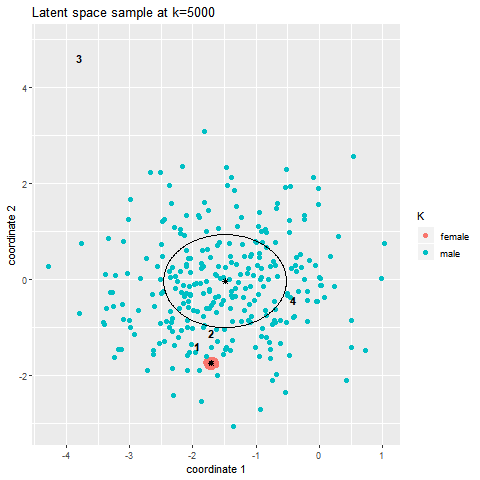 Latent space sample at k=5000
coordinate 2
4
2
0
-2
3
4
2
1
-4
-3
-2
-1
0
1
coordinate 1
K
female
male